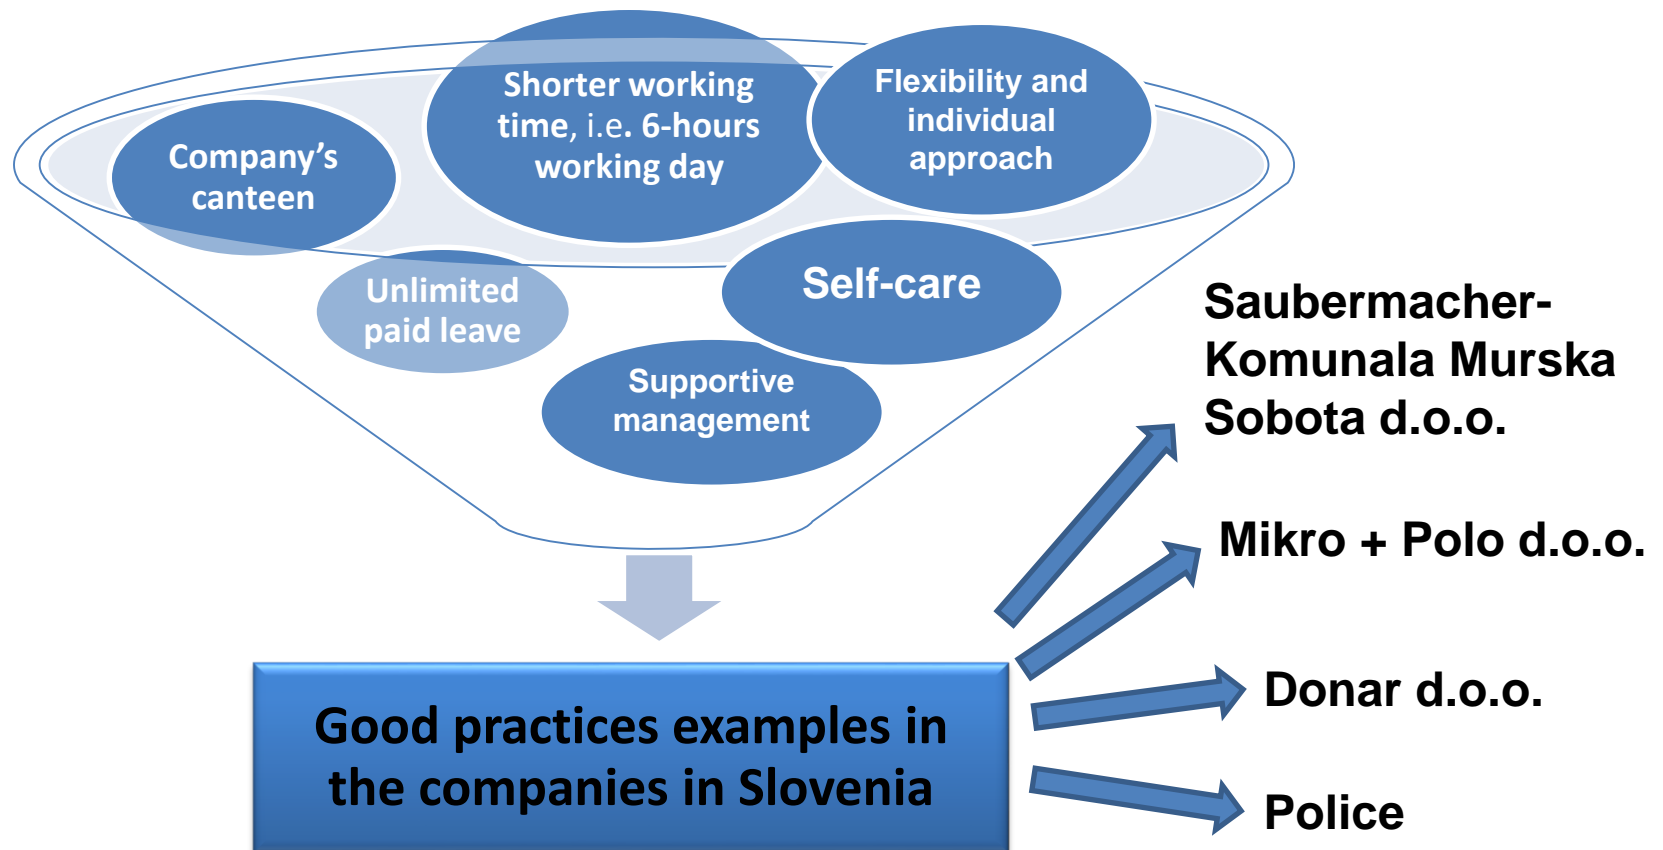 Shorter working
time, i.e. 6-hours
working day
Flexibility and
individual
approach
Company’s
canteen
Unlimited
paid leave
Self-care
Supportive
management
Saubermacher-
Komunala Murska
Sobota d.o.o.
Mikro + Polo d.o.o.
Donar d.o.o.
Police
Good practices examples in
the companies in Slovenia